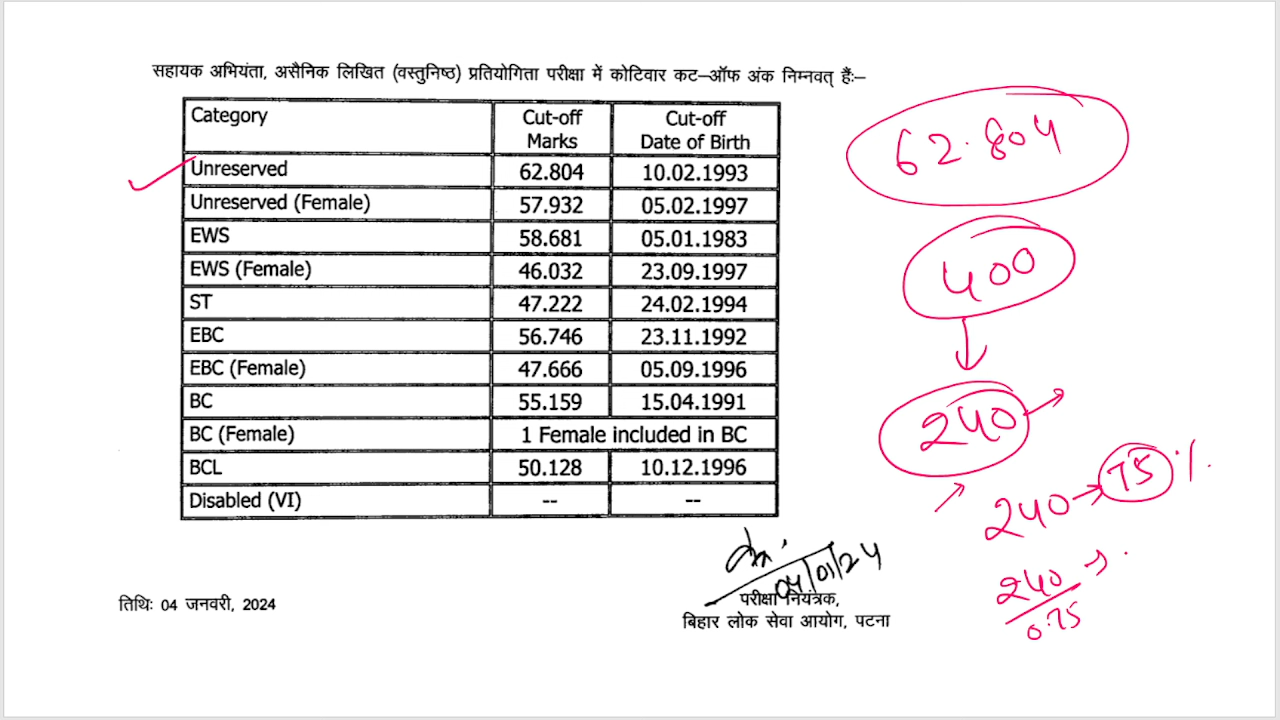 सहायक अभियंता, असैनिक लिखित (वस्तुनिष्ठ) प्रतियोगिता परीक्षा में कोटिवार कट–ऑफ अंक निम्नवत् हैं:–
Category Cut-off Marks Cut-off Date of Birth
Unreserved 62.804 10.02.1993
Unreserved (Female) 57.932 05.02.1997
EWS 58.681 05.01.1983
EWS (Female) 46.032 23.09.1997
ST 47.222 24.02.1994
EBC 56.746 23.11.1992
EBC (Female) 47.666 05.09.1996
BC 55.159 15.04.1991
BC (Female) 1 Female included in BC
BCL 50.128 10.12.1996
Disabled (VI) -- --
62.804
400
240
240 → 75 %.
240
0.75
04/01/24
तिथिः 04 जनवरी, 2024
परीक्षा नियंत्रक,
बिहार लोक सेवा आयोग, पटना